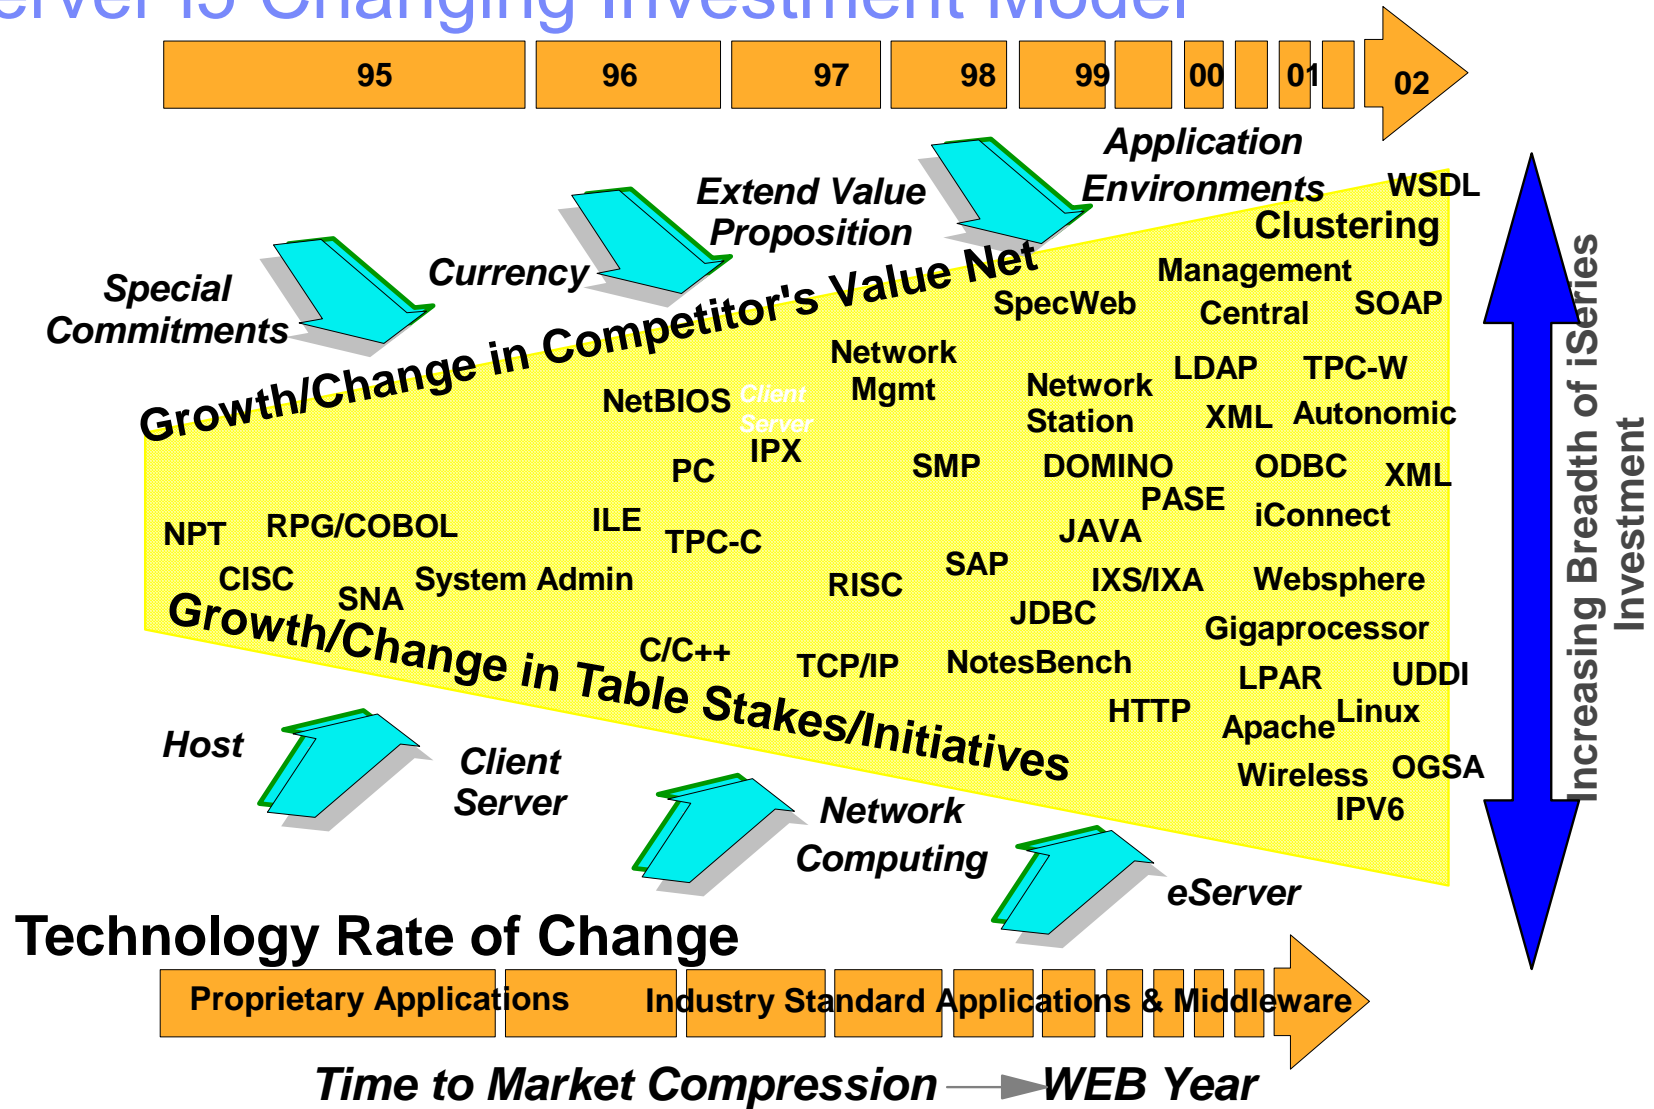 erver i5 Changing Investment Model
95 96 97 98 99 00 01 02
Application
Environments
Extend Value
Proposition
Currency
Special
Commitments
Growth/Change in Competitor's Value Net
WSDL
Clustering
Management
Central
SpecWeb
SOAP
Network
Mgmt
LDAP
TPC-W
Network
Station
NetBIOS
Client
Server
XML
Autonomic
IPX
PC
SMP
DOMINO
ODBC
XML
PASE
iConnect
NPT
RPG/COBOL
ILE
TPC-C
JAVA
CISC
SNA
System Admin
RISC
SAP
IXS/IXA
Websphere
JDBC
Gigaprocessor
C/C++
TCP/IP
NotesBench
LPAR
UDDI
HTTP
Apache
Linux
Wireless
OGSA
IPV6
Growth/Change in Table Stakes/Initiatives
Increasing Breadth of iSeries
Investment
Host
Client
Server
Network
Computing
eServer
Technology Rate of Change
Proprietary Applications
Industry Standard Applications & Middleware
Time to Market Compression WEB Year